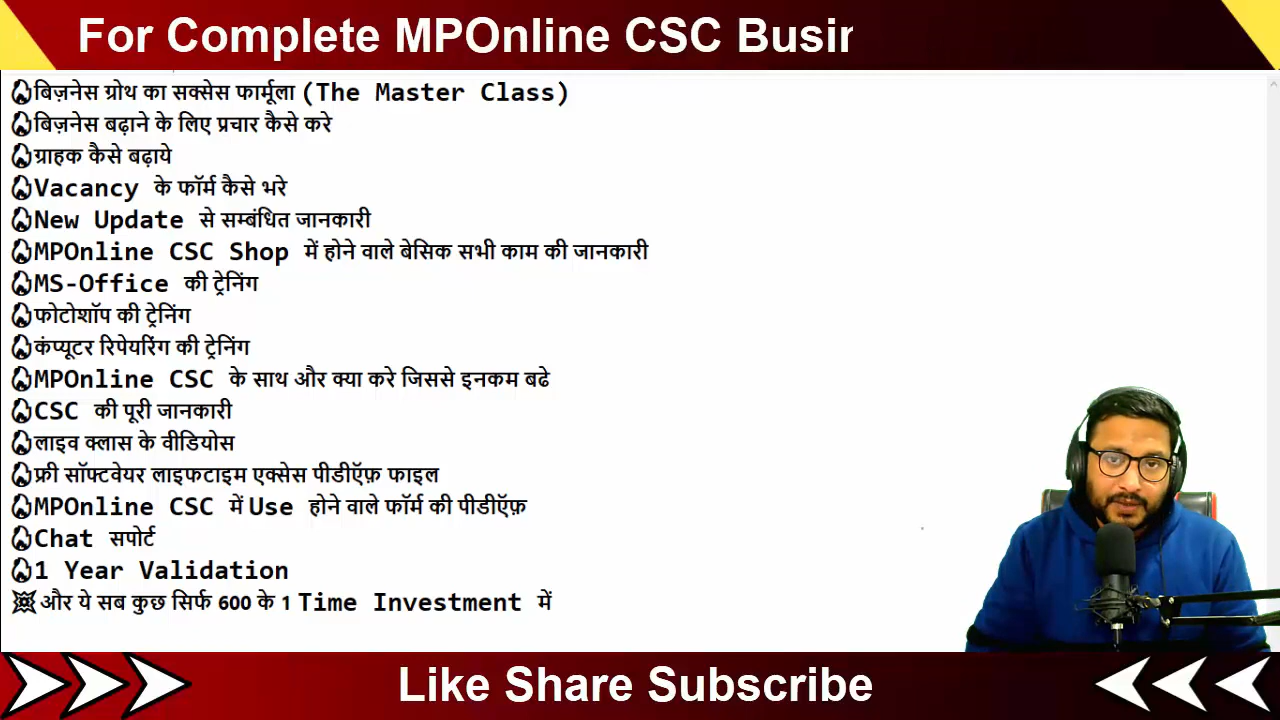 For Complete MPOnline CSC Busin
बिज़नेस ग्रोथ का सक्सेस फार्मूला (The Master Class)
बिज़नेस बढ़ाने के लिए प्रचार कैसे करे
ग्राहक कैसे बढ़ाये
Vacancy के फॉर्म कैसे भरे
New Update से सम्बंधित जानकारी
MPOnline CSC Shop में होने वाले बेसिक सभी काम की जानकारी
MS-Office की ट्रेनिंग
फोटोशॉप की ट्रेनिंग
कंप्यूटर रिपेयरिंग की ट्रेनिंग
MPOnline CSC के साथ और क्या करे जिससे इनकम बढे
CSC की पूरी जानकारी
लाइव क्लास के वीडियोस
फ्री सॉफ्टवेयर लाइफटाइम एक्सेस पीडीऍफ़ फाइल
MPOnline CSC में Use होने वाले फॉर्म की पीडीऍफ़
Chat सपोर्ट
1 Year Validation
और ये सब कुछ सिर्फ 600 के 1 Time Investment में
Like Share Subscribe